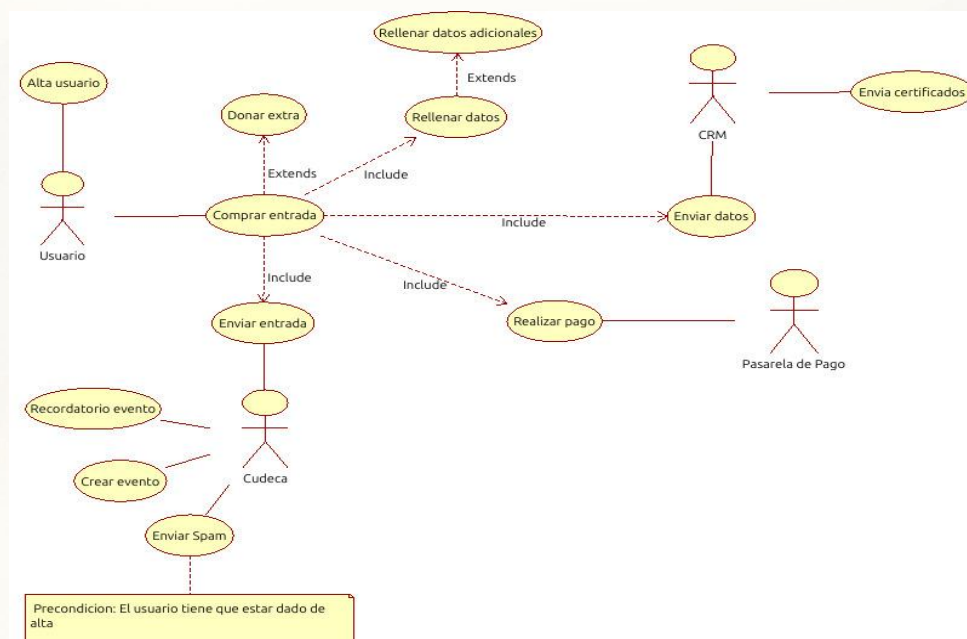 Rellenar datos adicionales
Alta usuario
Extends
Envia certificados
Donar extra
Rellenar datos
CRM
Extends
Include
Comprar entrada
Include
Enviar datos
Usuario
Include
Include
Enviar entrada
Realizar pago
Pasarela de Pago
Recordatorio evento
Cudeca
Crear evento
Enviar Spam
Precondicion: El usuario tiene que estar dado de
alta